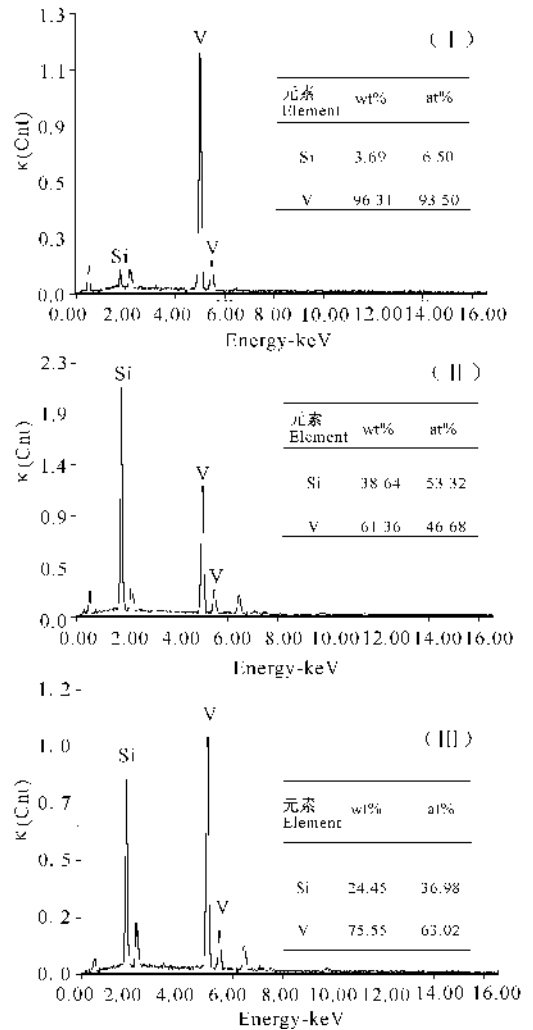 1.3
( Ⅰ )
V
1.1
元素 wt% at%
Element
0.9
κ(Cnt)
Si 3.69 6.50
0.5
V 96.31 93.50
0.3
Si V
0.0
0.00 2.00 4.00 6.00 8.00 10.00 12.00 14.00 16.00
Energy-keV
2.3
( Ⅱ )
Si
1.9
元素 wt% at%
Element
κ(Cnt)
1.4
V
Si 38.64 53.32
0.9
V 61.36 46.68
0.5
V
0.0
0.00 2.00 4.00 6.00 8.00 10.00 12.00 14.00 16.00
Energy-keV
1.2
V
( Ⅲ )
1.0
Si
元素 wt% at%
Element
0.7
κ(Cnt)
0.5
Si 24.45 36.98
V
0.2
V 75.55 63.02
0.0
0.00 2.00 4.00 6.00 8.00 10.00 12.00 14.00 16.00
Energy-keV